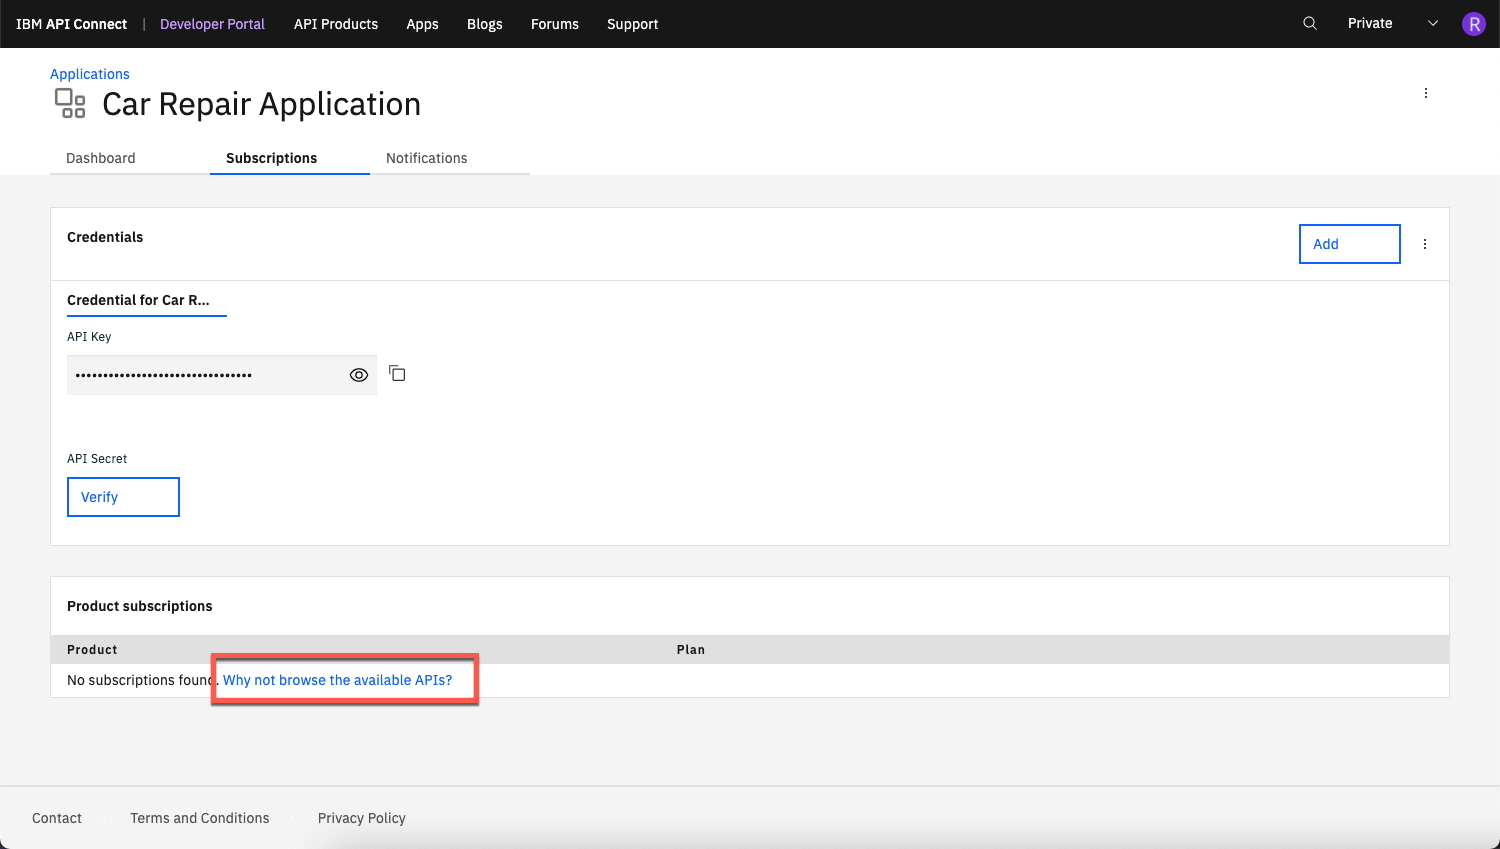 IBM API Connect | Developer Portal API Products Apps Blogs Forums Support Private R
Applications
Car Repair Application
Dashboard Subscriptions Notifications
Credentials
Add
Credential for Car R...
API Key
••••••••••••••••••••••••••••••••
API Secret
Verify
Product subscriptions
Product Plan
No subscriptions found. Why not browse the available APIs?
Contact Terms and Conditions Privacy Policy